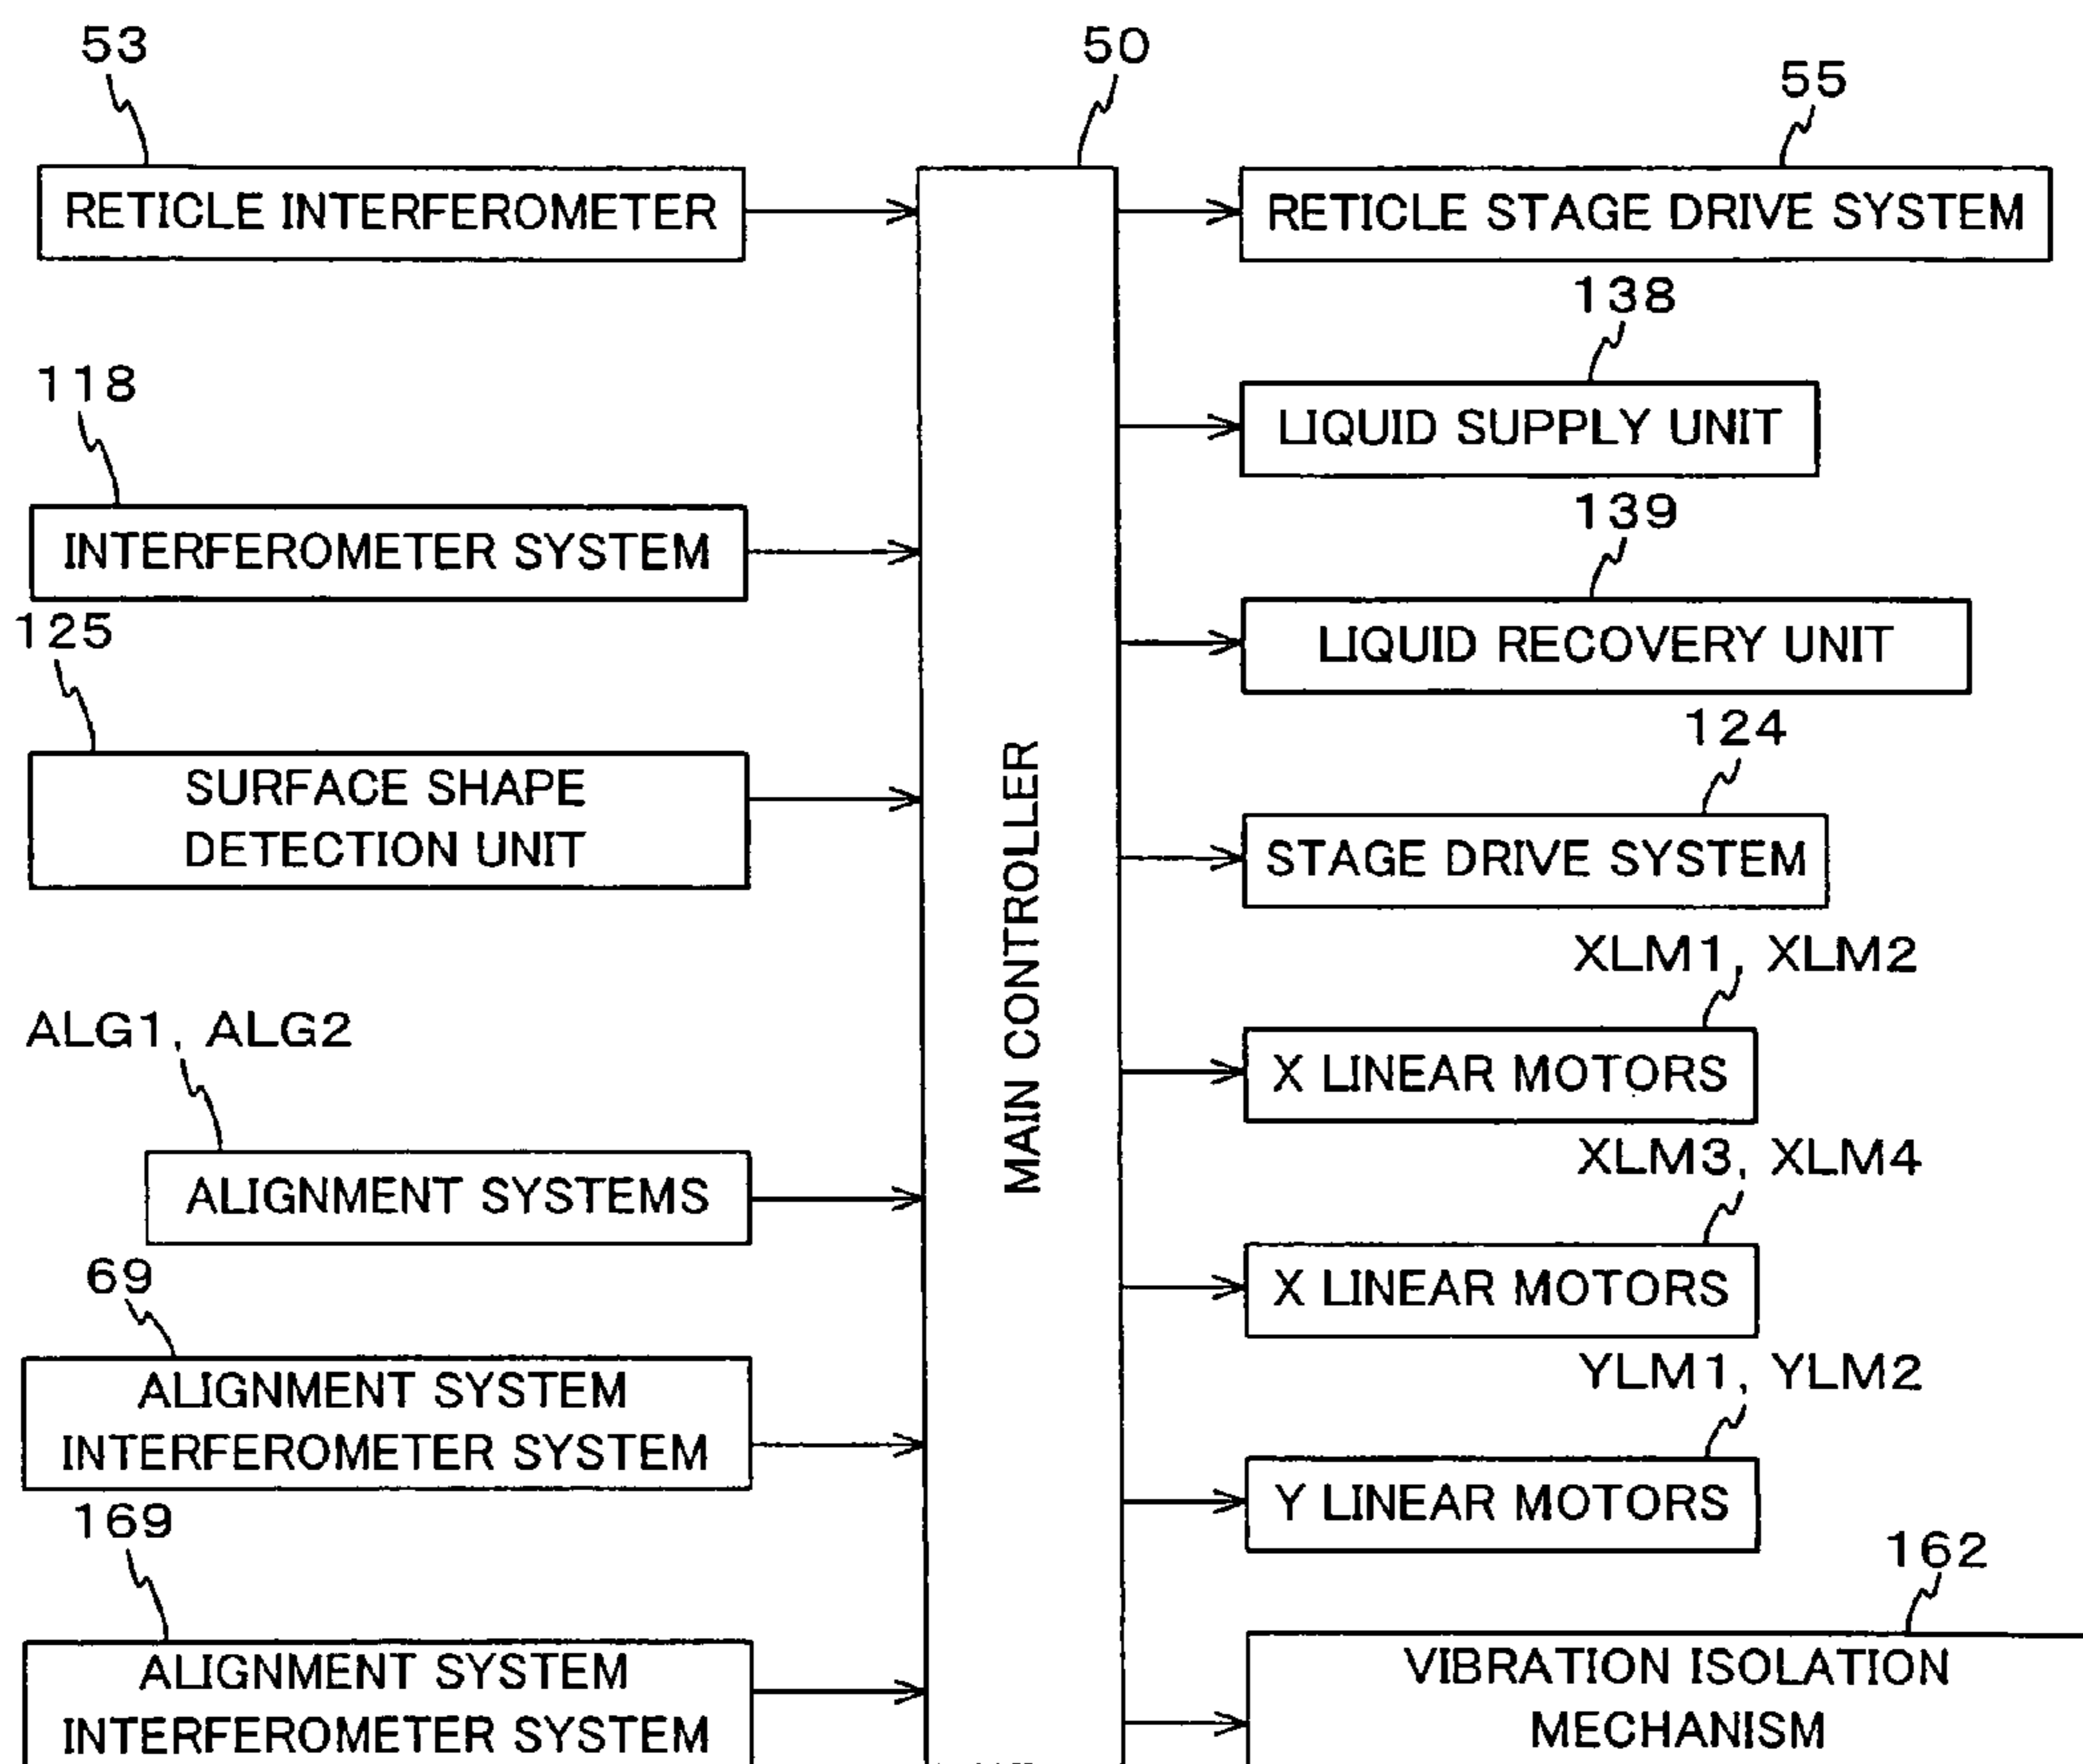 53
RETICLE INTERFEROMETER
118
INTERFEROMETER SYSTEM
125
SURFACE SHAPE
DETECTION UNIT
ALG1, ALG2
ALIGNMENT SYSTEMS
69
ALIGNMENT SYSTEM
INTERFEROMETER SYSTEM
169
ALIGNMENT SYSTEM
INTERFEROMETER SYSTEM
50
MAIN CONTROLLER
55
RETICLE STAGE DRIVE SYSTEM
138
LIQUID SUPPLY UNIT
139
LIQUID RECOVERY UNIT
124
STAGE DRIVE SYSTEM
XLM1, XLM2
X LINEAR MOTORS
XLM3, XLM4
X LINEAR MOTORS
YLM1, YLM2
Y LINEAR MOTORS
162
VIBRATION ISOLATION
MECHANISM